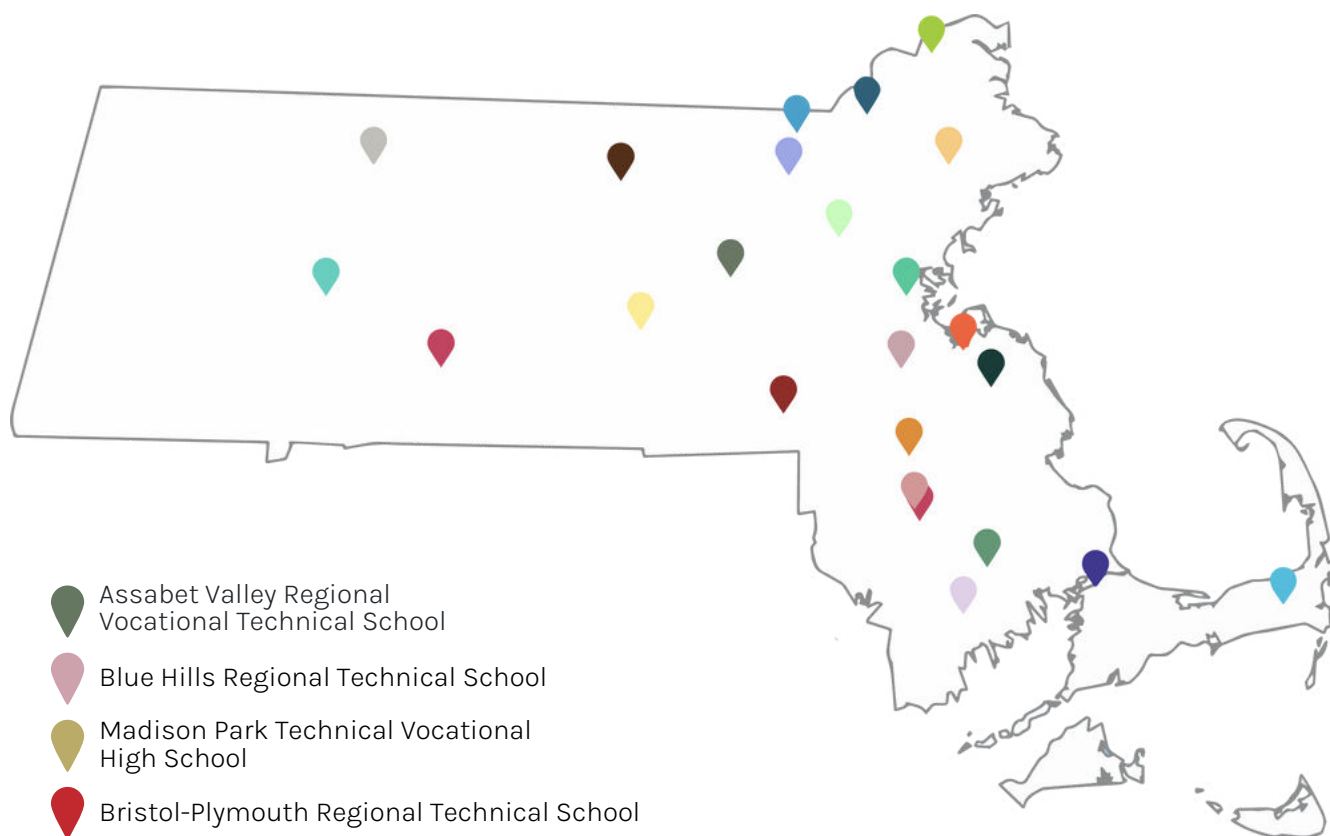 Assabet Valley Regional
Vocational Technical School
Blue Hills Regional Technical School
Madison Park Technical Vocational
High School
Bristol-Plymouth Regional Technical School